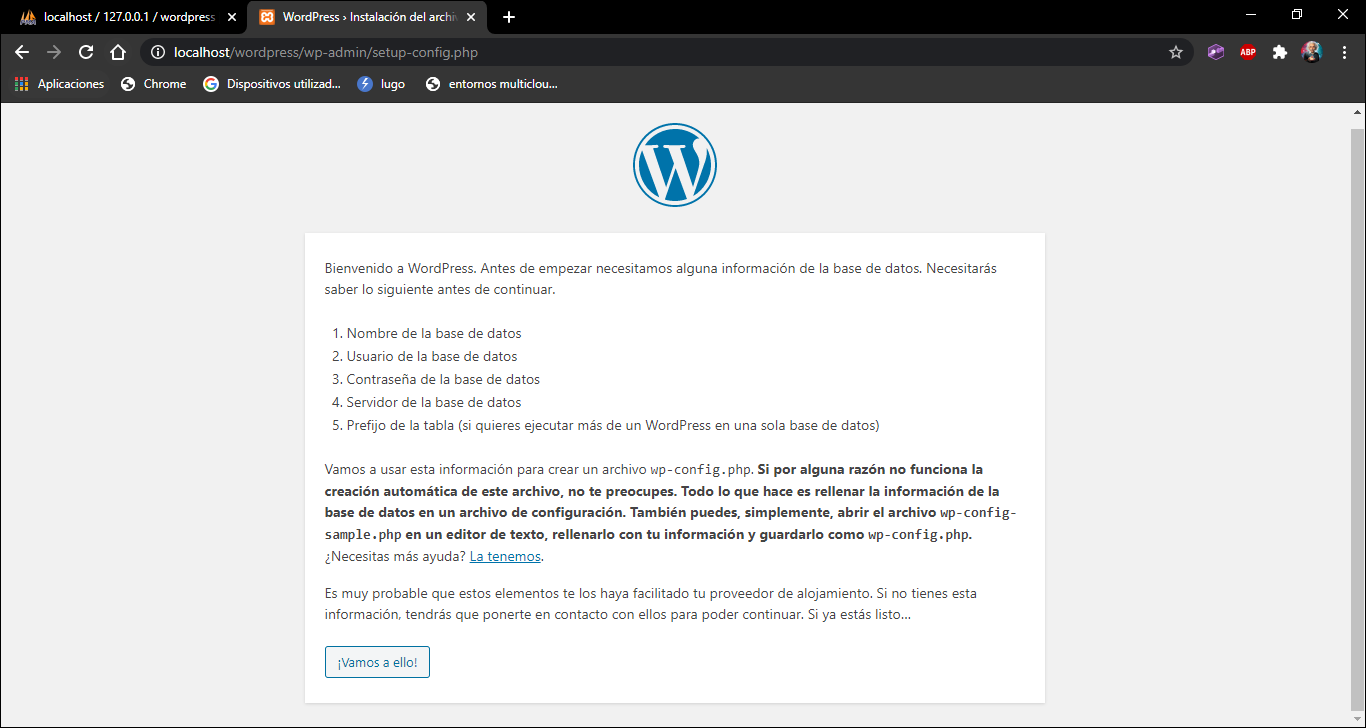 localhost / 127.0.0.1 / wordpress
WordPress › Instalación del archi
localhost/wordpress/wp-admin/setup-config.php
ABP
Aplicaciones
Chrome
Dispositivos utilizad...
lugo
entornos multiclou...
Bienvenido a WordPress. Antes de empezar necesitamos alguna información de la base de datos. Necesitarás
saber lo siguiente antes de continuar.
1. Nombre de la base de datos
2. Usuario de la base de datos
3. Contraseña de la base de datos
4. Servidor de la base de datos
5. Prefijo de la tabla (si quieres ejecutar más de un WordPress en una sola base de datos)
Vamos a usar esta información para crear un archivo wp-config.php. Si por alguna razón no funciona la
creación automática de este archivo, no te preocupes. Todo lo que hace es rellenar la información de la
base de datos en un archivo de configuración. También puedes, simplemente, abrir el archivo wp-config-
sample.php en un editor de texto, rellenarlo con tu información y guardarlo como wp-config.php.
¿Necesitas más ayuda? La tenemos.
Es muy probable que estos elementos te los haya facilitado tu proveedor de alojamiento. Si no tienes esta
información, tendrás que ponerte en contacto con ellos para poder continuar. Si ya estás listo...
¡Vamos a ello!